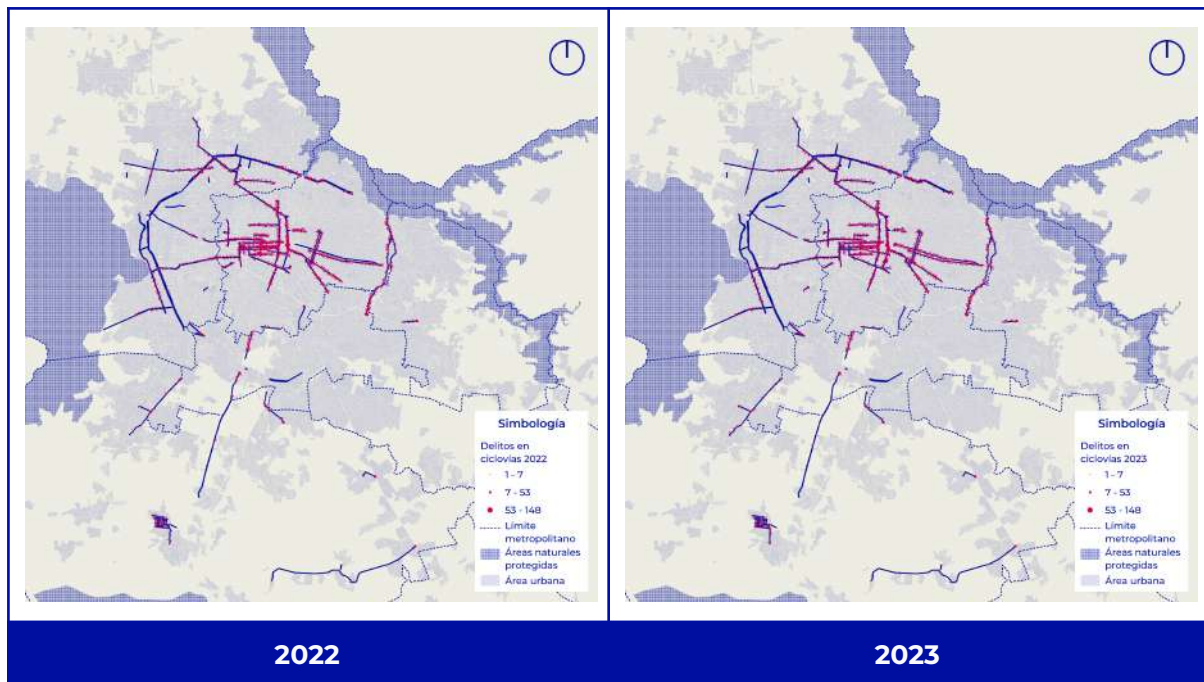 Simbología
Delitos en
ciclovías 2022
1 - 7
7 - 53
53 - 148
Límite
metropolitano
Áreas naturales
protegidas
Área urbana
Simbología
Delitos en
ciclovías 2023
1 - 7
7 - 53
53 - 148
Límite
metropolitano
Áreas naturales
protegidas
Área urbana
2022
2023